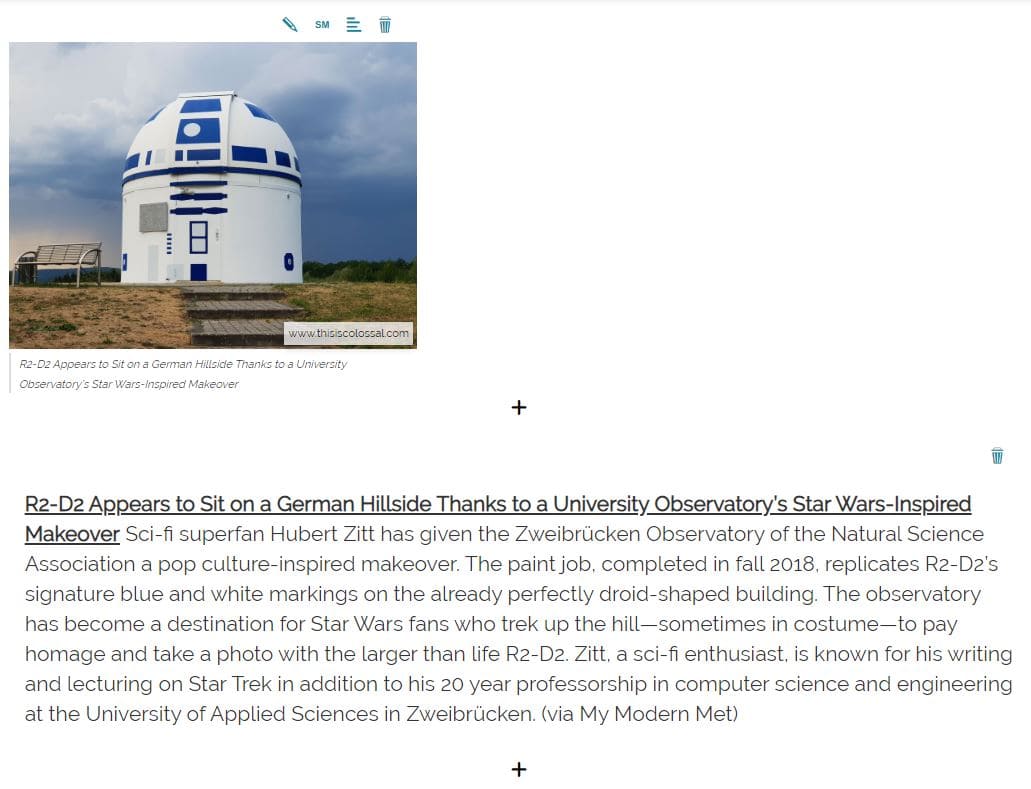 SM
www.thisiscolossal.com
R2-D2 Appears to Sit on a German Hillside Thanks to a University
Observatory's Star Wars-Inspired Makeover
+
R2-D2 Appears to Sit on a German Hillside Thanks to a University Observatory's Star Wars-Inspired
Makeover Sci-fi superfan Hubert Zitt has given the Zweibrücken Observatory of the Natural Science
Association a pop culture-inspired makeover. The paint job, completed in fall 2018, replicates R2-D2's
signature blue and white markings on the already perfectly droid-shaped building. The observatory
has become a destination for Star Wars fans who trek up the hill—sometimes in costume—to pay
homage and take a photo with the larger than life R2-D2. Zitt, a sci-fi enthusiast, is known for his writing
and lecturing on Star Trek in addition to his 20 year professorship in computer science and engineering
at the University of Applied Sciences in Zweibrücken. (via My Modern Met)
+